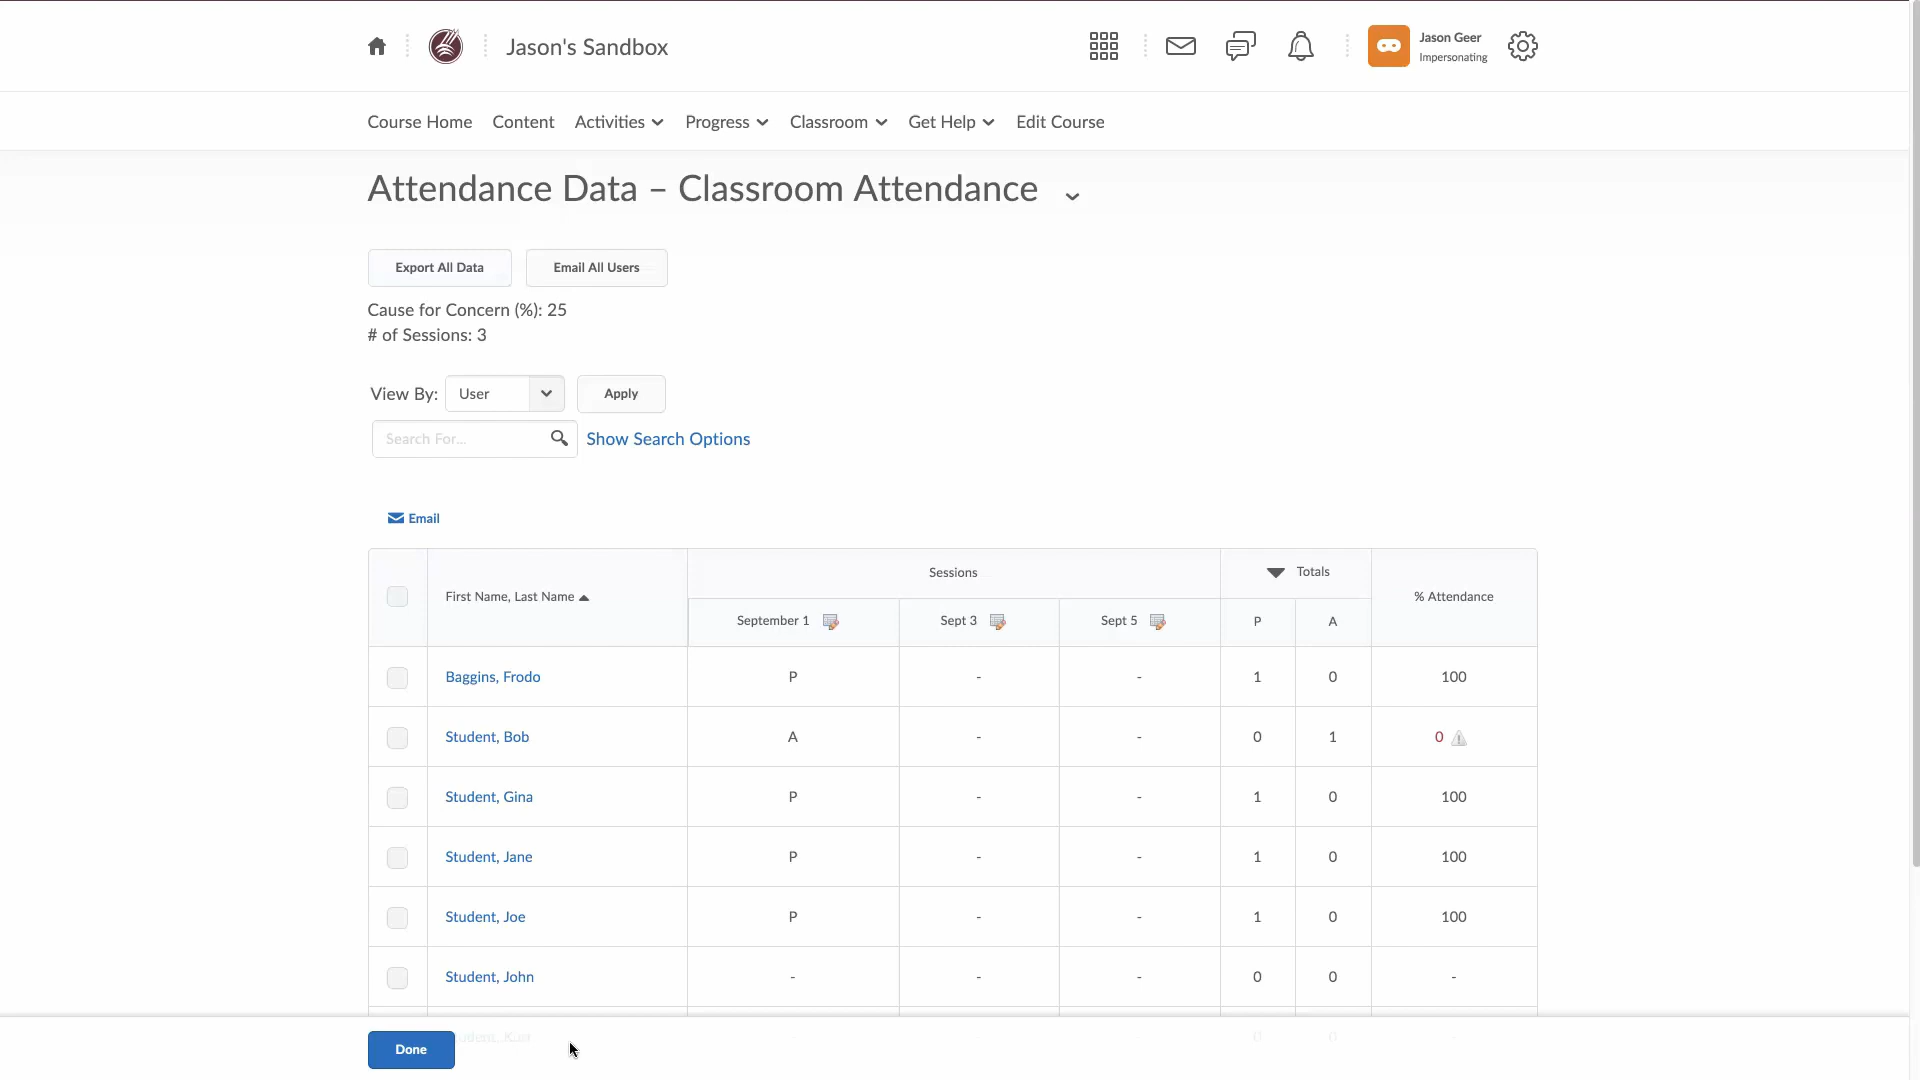 Jason's Sandbox
Jason Geer
Impersonating
Course Home Content Activities Progress Classroom Get Help Edit Course
Attendance Data – Classroom Attendance
Export All Data Email All Users
Cause for Concern (%): 25
# of Sessions: 3
View By: User Apply
Search For... Show Search Options
Email
First Name, Last Name Sessions Totals % Attendance
September 1 Sept 3 Sept 5 P A
Baggins, Frodo P - - 1 0 100
Student, Bob A - - 0 1 0
Student, Gina P - - 1 0 100
Student, Jane P - - 1 0 100
Student, Joe P - - 1 0 100
Student, John - - - 0 0 -
Done